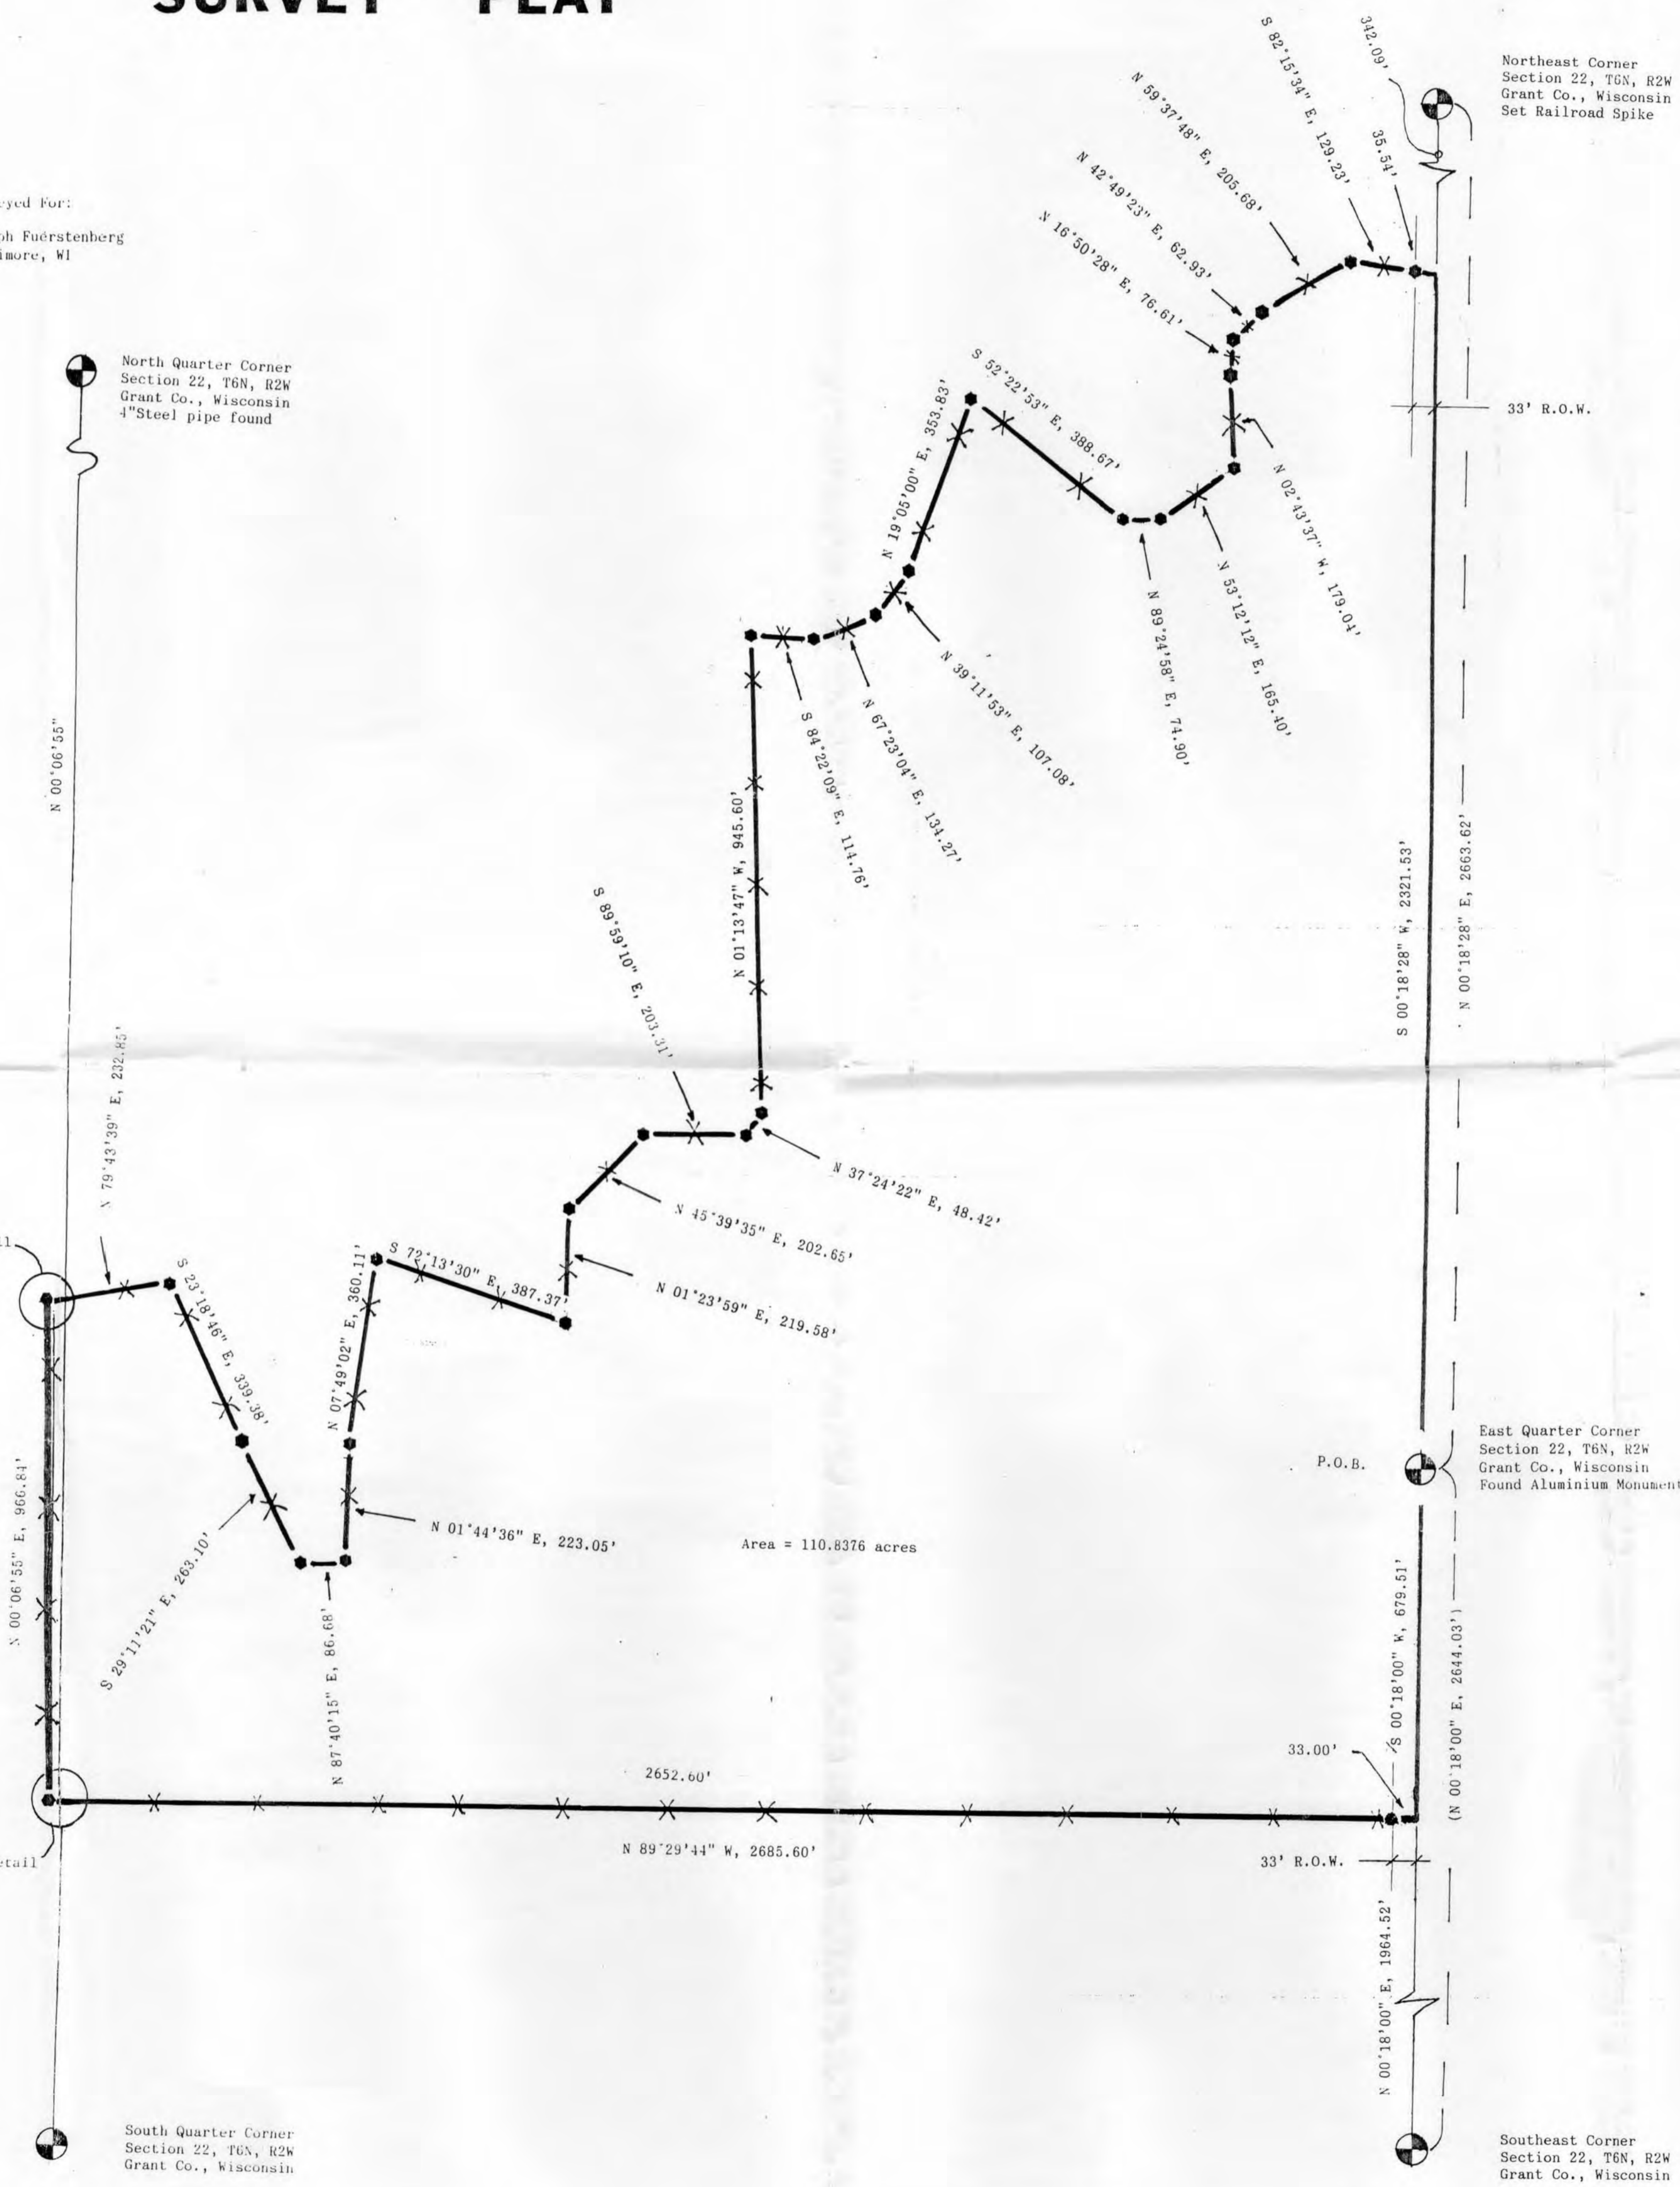 SURVEY PLAT
Northeast Corner
Section 22, T6N, R2W
Grant Co., Wisconsin
Set Railroad Spike
342.09'
S 82°15'34" E, 129.23'
35.54'
N 59°37'48" E, 205.68'
N 42°49'23" E, 62.93'
N 16°50'28" E, 76.61'
For:
Fuerstenberg
WI
North Quarter Corner
Section 22, T6N, R2W
Grant Co., Wisconsin
4"Steel pipe found
33' R.O.W.
S 52°22'53" E, 388.67'
N 19°05'00" E, 353.83'
N 02°43'37" W, 179.04'
N 53°12'12" E, 165.40'
N 89°24'58" E, 74.90'
N 39°11'53" E, 107.08'
N 67°23'04" E, 134.27'
S 84°22'09" E, 114.76'
N 00°06'55"
N 01°13'47" W, 945.60'
S 00°18'28" W, 2321.53'
N 00°18'28" E, 2663.62'
S 89°59'10" E, 203.31'
N 79°43'39" E, 232.85'
N 37°24'22" E, 48.42'
N 45°39'35" E, 202.65'
N 01°23'59" E, 219.58'
S 72°13'30" E, 387.37'
N 07°49'02" E, 360.11'
S 23°18'46" E, 339.38'
P.O.B.
East Quarter Corner
Section 22, T6N, R2W
Grant Co., Wisconsin
Found Aluminium Monument
N 00°06'55" E, 966.84'
S 29°11'21" E, 263.10'
N 01°44'36" E, 223.05'
Area = 110.8376 acres
N 87°40'15" E, 86.68'
S 00°18'00" W, 679.51'
(N 00°18'00" E, 2644.03')
33.00'
2652.60'
N 89°29'44" W, 2685.60'
33' R.O.W.
N 00°18'00" E, 1964.52'
South Quarter Corner
Section 22, T6N, R2W
Grant Co., Wisconsin
Southeast Corner
Section 22, T6N, R2W
Grant Co., Wisconsin